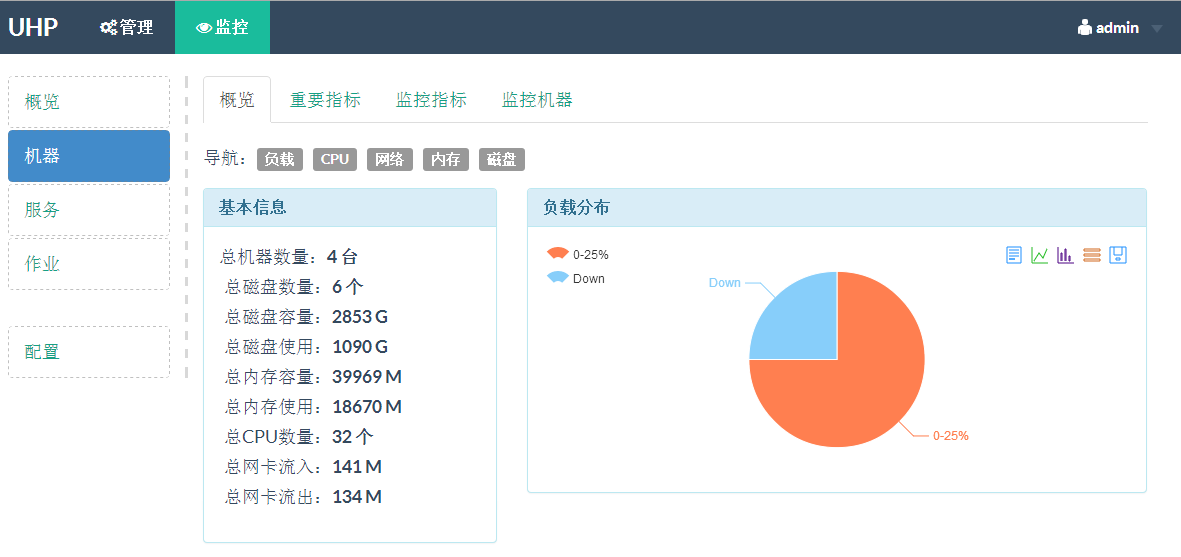 UHP 管理 监控 admin
概览
机器
服务
作业
配置
概览 重要指标 监控指标 监控机器
导航： 负载 CPU 网络 内存 磁盘
基本信息
总机器数量：4 台
总磁盘数量：6 个
总磁盘容量：2853 G
总磁盘使用：1090 G
总内存容量：39969 M
总内存使用：18670 M
总CPU数量：32 个
总网卡流入：141 M
总网卡流出：134 M
负载分布
0-25%
Down
Down
0-25%